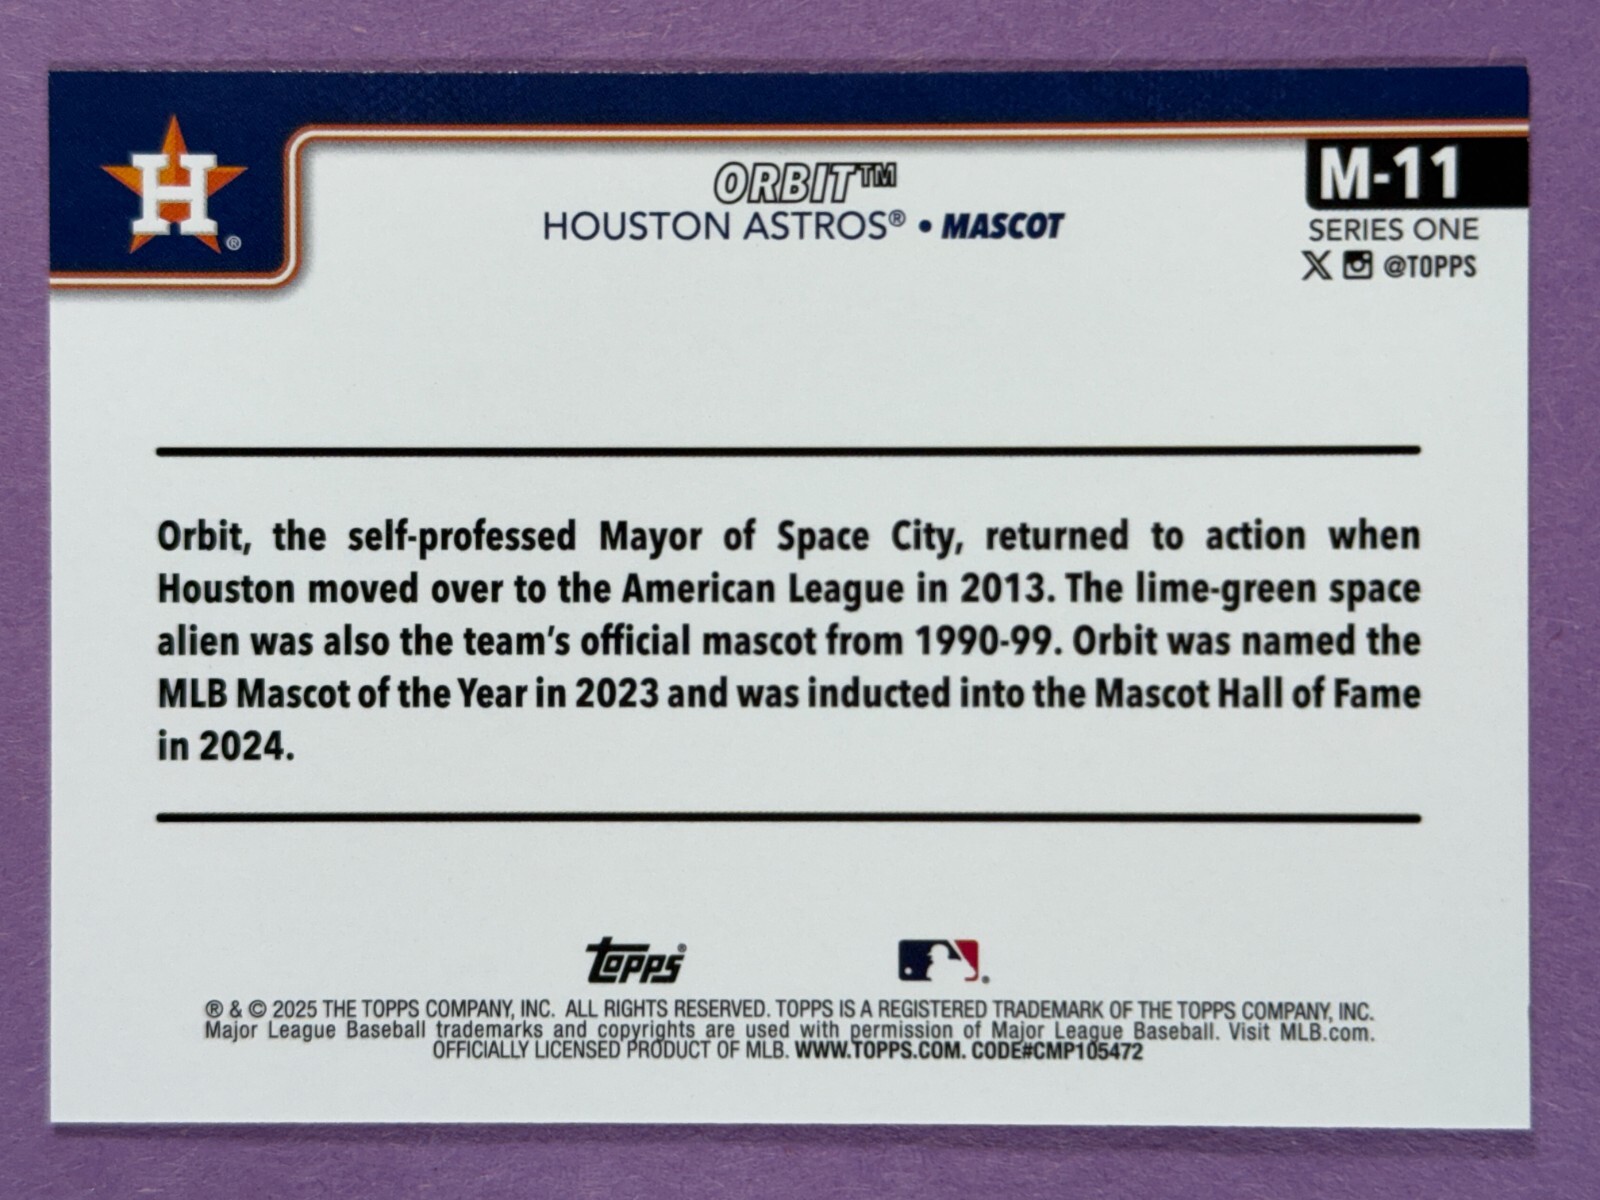 H ®
ORBIT™
HOUSTON ASTROS® • MASCOT
M-11
SERIES ONE
X @TOPPS
Orbit, the self-professed Mayor of Space City, returned to action when
Houston moved over to the American League in 2013. The lime-green space
alien was also the team's official mascot from 1990-99. Orbit was named the
MLB Mascot of the Year in 2023 and was inducted into the Mascot Hall of Fame
in 2024.
Topps®
®
® & © 2025 THE TOPPS COMPANY, INC. ALL RIGHTS RESERVED. TOPPS IS A REGISTERED TRADEMARK OF THE TOPPS COMPANY, INC.
Major League Baseball trademarks and copyrights are used with permission of Major League Baseball. Visit MLB.com.
OFFICIALLY LICENSED PRODUCT OF MLB. WWW.TOPPS.COM. CODE#CMP105472